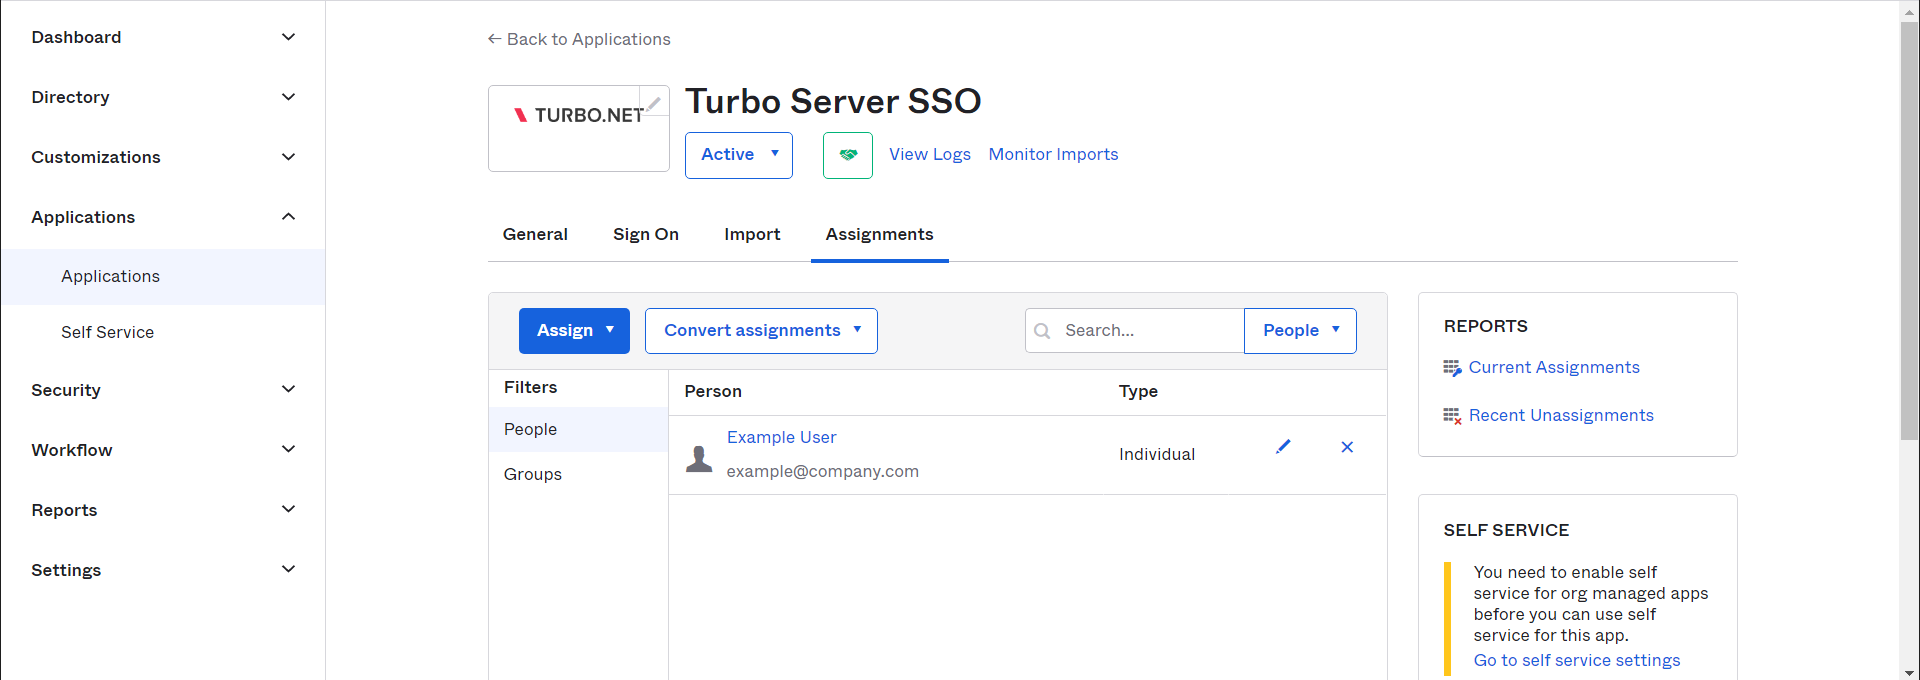 Dashboard
Directory
Customizations
Applications
Applications
Self Service
Security
Workflow
Reports
Settings
← Back to Applications
TURBO.NET
Turbo Server SSO
Active
View Logs
Monitor Imports
General
Sign On
Import
Assignments
Assign
Convert assignments
Search...
People
Filters
People
Groups
Person
Type
Example User
example@company.com
Individual
REPORTS
Current Assignments
Recent Unassignments
SELF SERVICE
You need to enable self
service for org managed apps
before you can use self
service for this app.
Go to self service settings